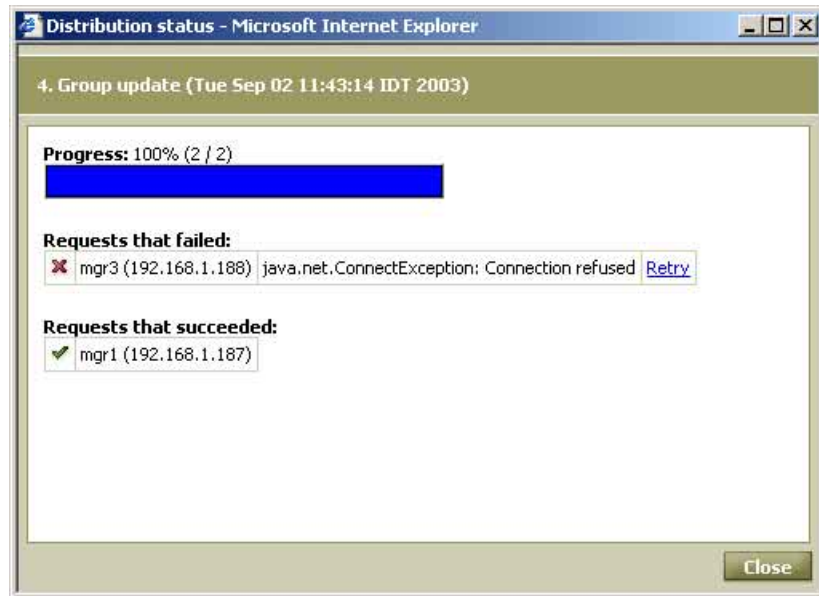 Distribution status - Microsoft Internet Explorer
4. Group update (Tue Sep 02 11:43:14 IDT 2003)
Progress: 100% (2 / 2)
Requests that failed:
mgr3 (192.168.1.188) java.net.ConnectException: Connection refused Retry
Requests that succeeded:
mgr1 (192.168.1.187)
Close